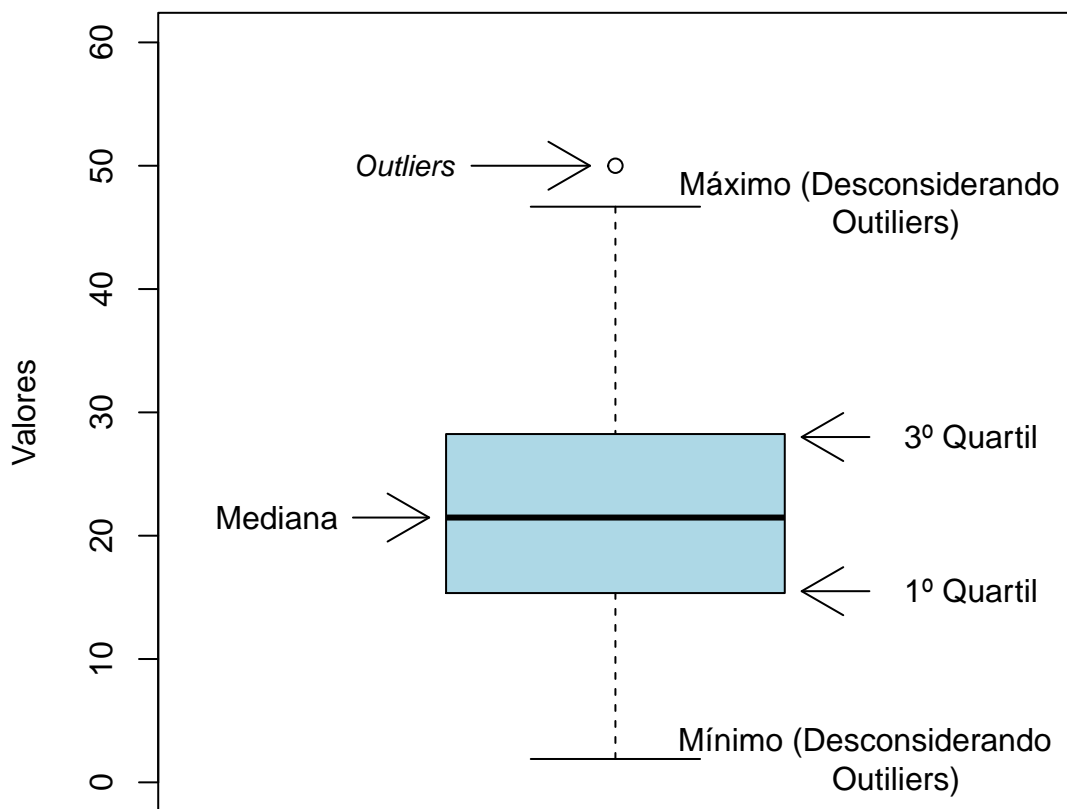 60
50
40
30
20
10
0
Valores
Outliers
Máximo (Desconsiderando
Outiliers)
3º Quartil
Mediana
1º Quartil
Mínimo (Desconsiderando
Outiliers)